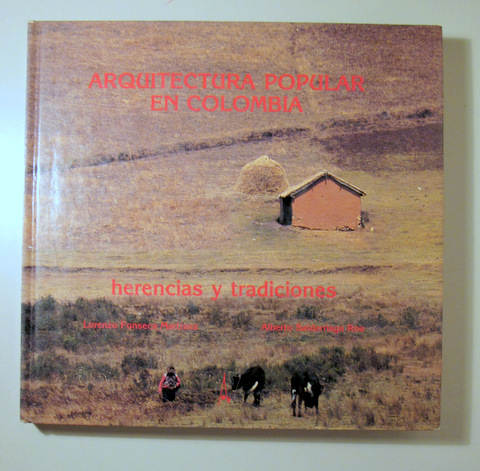 ARQUITECTURA POPULAR
EN COLOMBIA
herencias y tradiciones
Lorenzo Fonseca Martínez
Alberto Saldarriaga Roa